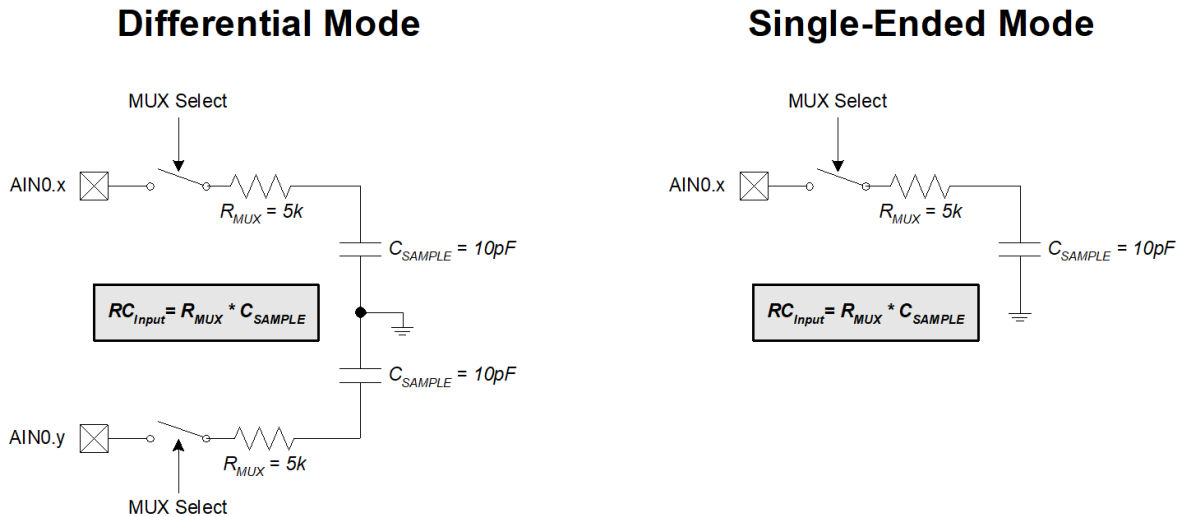 Differential Mode
MUX Select
AIN0.x
RMUX = 5k
CSAMPLE = 10pF
RCInput= RMUX * CSAMPLE
CSAMPLE = 10pF
AIN0.y
RMUX = 5k
MUX Select
Single-Ended Mode
MUX Select
AIN0.x
RMUX = 5k
CSAMPLE = 10pF
RCInput= RMUX * CSAMPLE